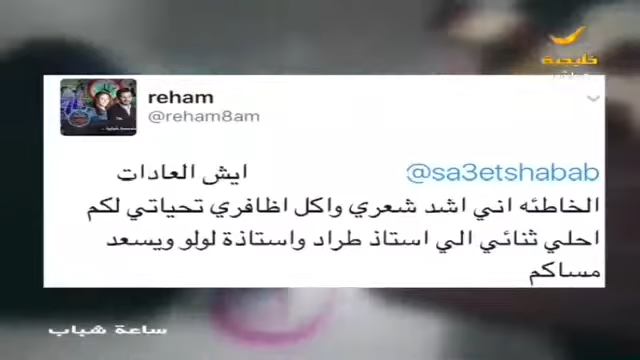 خليجية
reham
@reham8am
@sa3etshabab ايش العادات
الخاطئه اني اشد شعري واكل اظافري تحياتي لكم
احلي ثنائي الي استاذ طراد واستاذة لولو ويسعد
مساكم
ساعة شباب